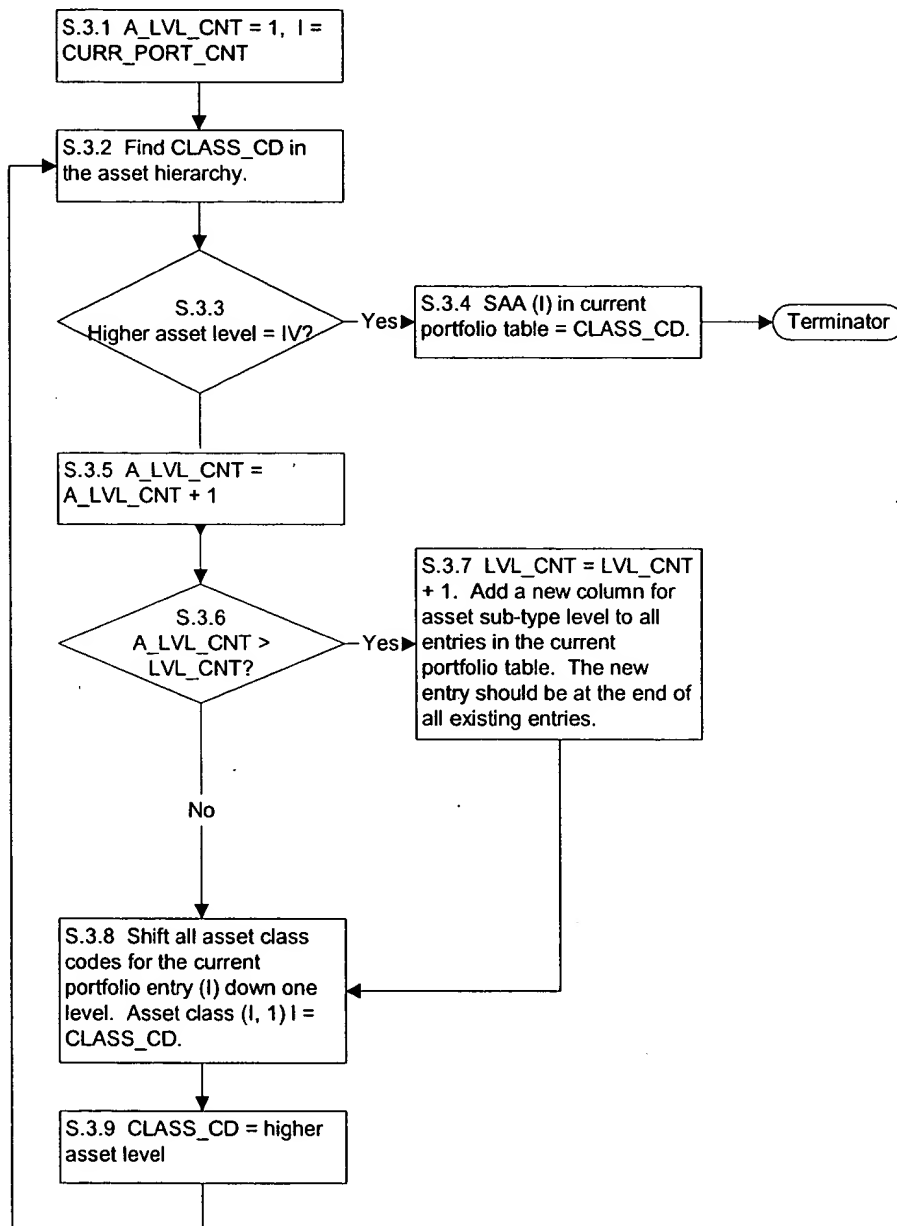 S.3.1 A_LVL_CNT = 1, I =
CURR_PORT_CNT
S.3.2 Find CLASS_CD in
the asset hierarchy.
S.3.3
Higher asset level = IV?
Yes
S.3.4 SAA (I) in current
portfolio table = CLASS_CD.
Terminator
S.3.5 A_LVL_CNT =
A_LVL_CNT + 1
S.3.6
A_LVL_CNT >
LVL_CNT?
Yes
S.3.7 LVL_CNT = LVL_CNT
+ 1. Add a new column for
asset sub-type level to all
entries in the current
portfolio table. The new
entry should be at the end of
all existing entries.
No
S.3.8 Shift all asset class
codes for the current
portfolio entry (I) down one
level. Asset class (I, 1) I =
CLASS_CD.
S.3.9 CLASS_CD = higher
asset level